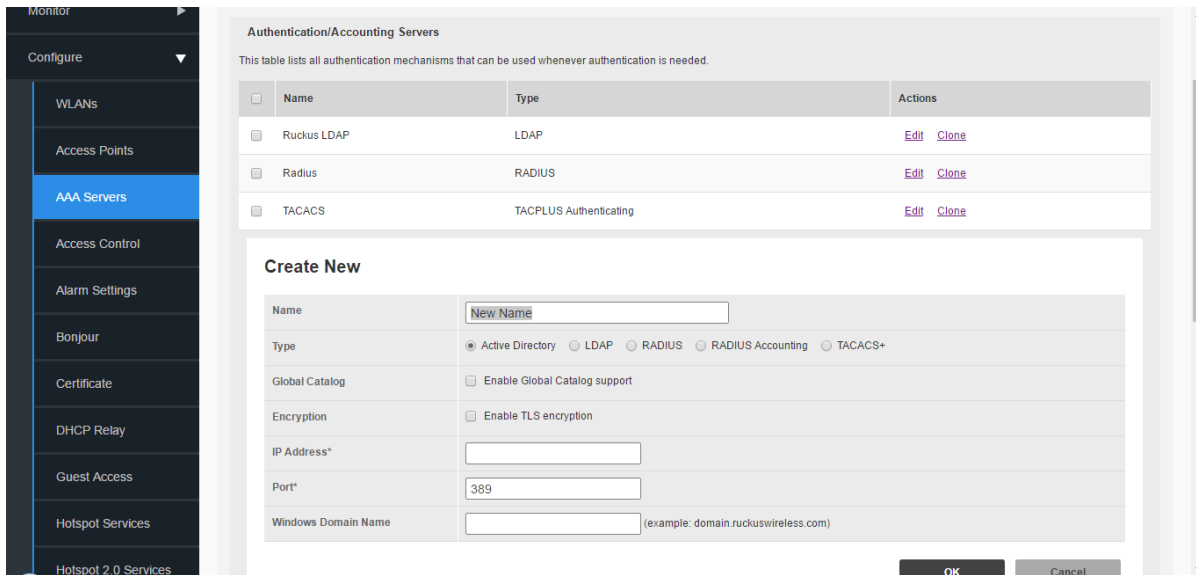 Monitor
Configure
WLANs
Access Points
AAA Servers
Access Control
Alarm Settings
Bonjour
Certificate
DHCP Relay
Guest Access
Hotspot Services
Hotspot 2.0 Services
Authentication/Accounting Servers
This table lists all authentication mechanisms that can be used whenever authentication is needed.
Name Type Actions
Ruckus LDAP LDAP Edit Clone
Radius RADIUS Edit Clone
TACACS TACPLUS Authenticating Edit Clone
Create New
Name New Name
Type Active Directory LDAP RADIUS RADIUS Accounting TACACS+
Global Catalog Enable Global Catalog support
Encryption Enable TLS encryption
IP Address*
Port* 389
Windows Domain Name (example: domain.ruckuswireless.com)
OK Cancel